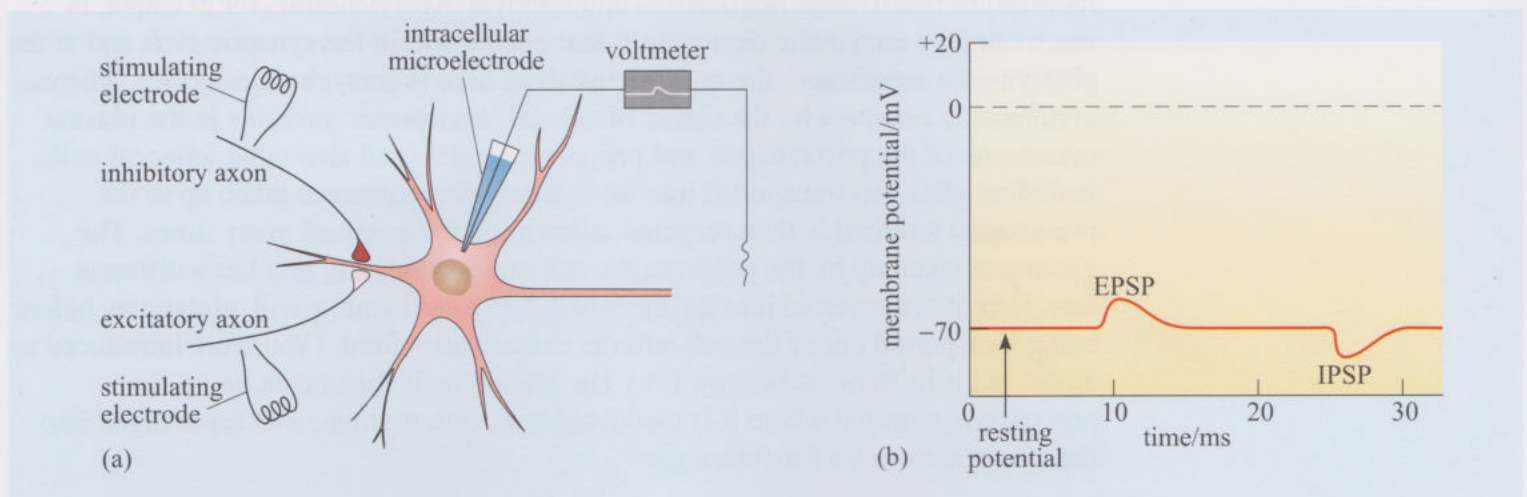 stimulating
electrode
inhibitory axon
excitatory axon
stimulating
electrode
(a)
intracellular
microelectrode
voltmeter
membrane potential/mV
+20
0
–70
EPSP
IPSP
0
10
20
30
resting
potential
time/ms
(b)